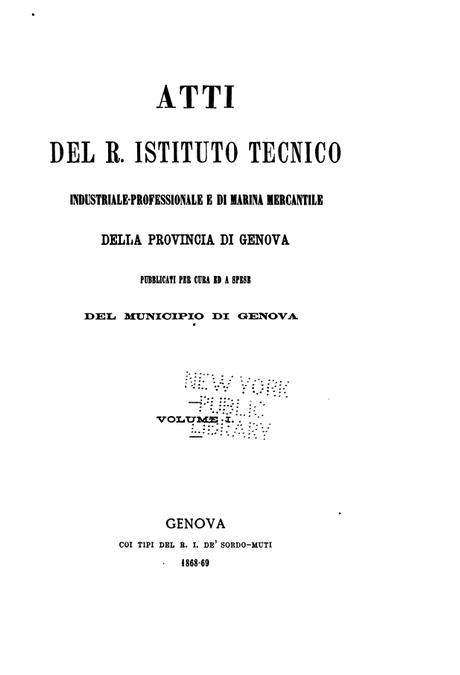 ATTI
DEL R. ISTITUTO TECNICO
INDUSTRIALE-PROFESSIONALE E DI MARINA MERCANTILE
DELLA PROVINCIA DI GENOVA
PUBBLICATI PER CURA ED A SPESE
DEL MUNICIPIO DI GENOVA
NEW YORK
PUBLIC
VOLUME I.
LIBRARY
GENOVA
COI TIPI DEL R. I. DE' SORDO-MUTI
1868-69